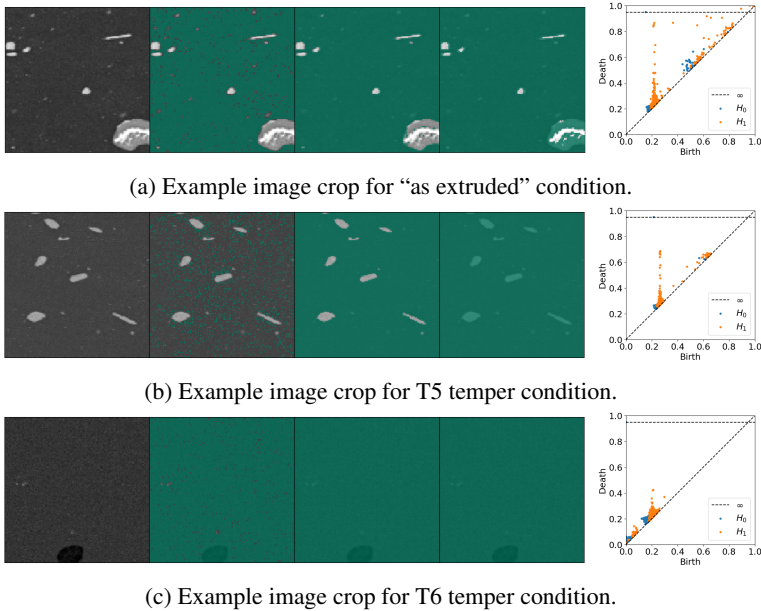 1.0
0.8
0.6
0.4
0.2
0.0
Death
∞
H₀
H₁
0.0 0.2 0.4 0.6 0.8 1.0
Birth
(a) Example image crop for “as extruded” condition.
1.0
0.8
0.6
0.4
0.2
0.0
Death
∞
H₀
H₁
0.0 0.2 0.4 0.6 0.8 1.0
Birth
(b) Example image crop for T5 temper condition.
1.0
0.8
0.6
0.4
0.2
0.0
Death
∞
H₀
H₁
0.0 0.2 0.4 0.6 0.8 1.0
Birth
(c) Example image crop for T6 temper condition.